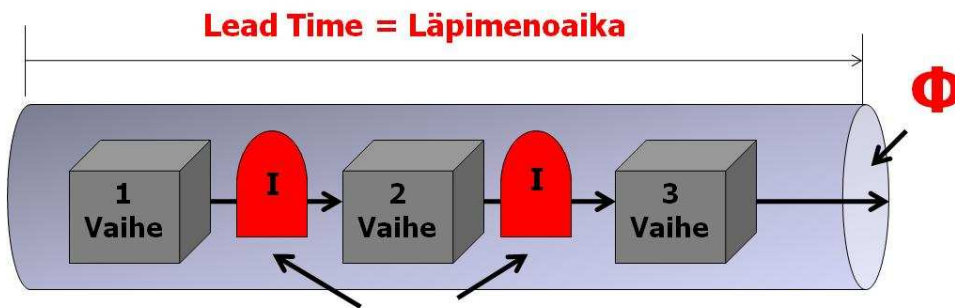 Lead Time = Läpimenoaika
Φ
1
Vaihe
I
2
Vaihe
I
3
Vaihe